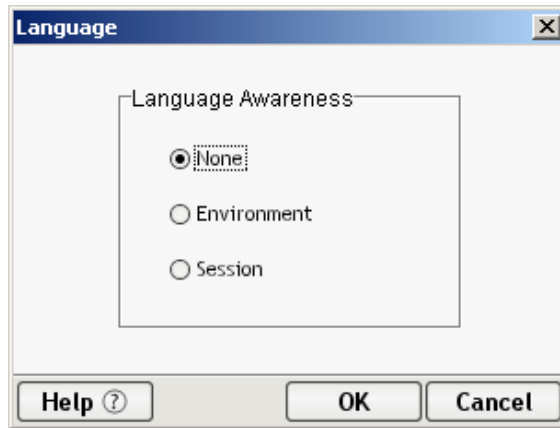 Language
Language Awareness
None
Environment
Session
Help ?
OK
Cancel